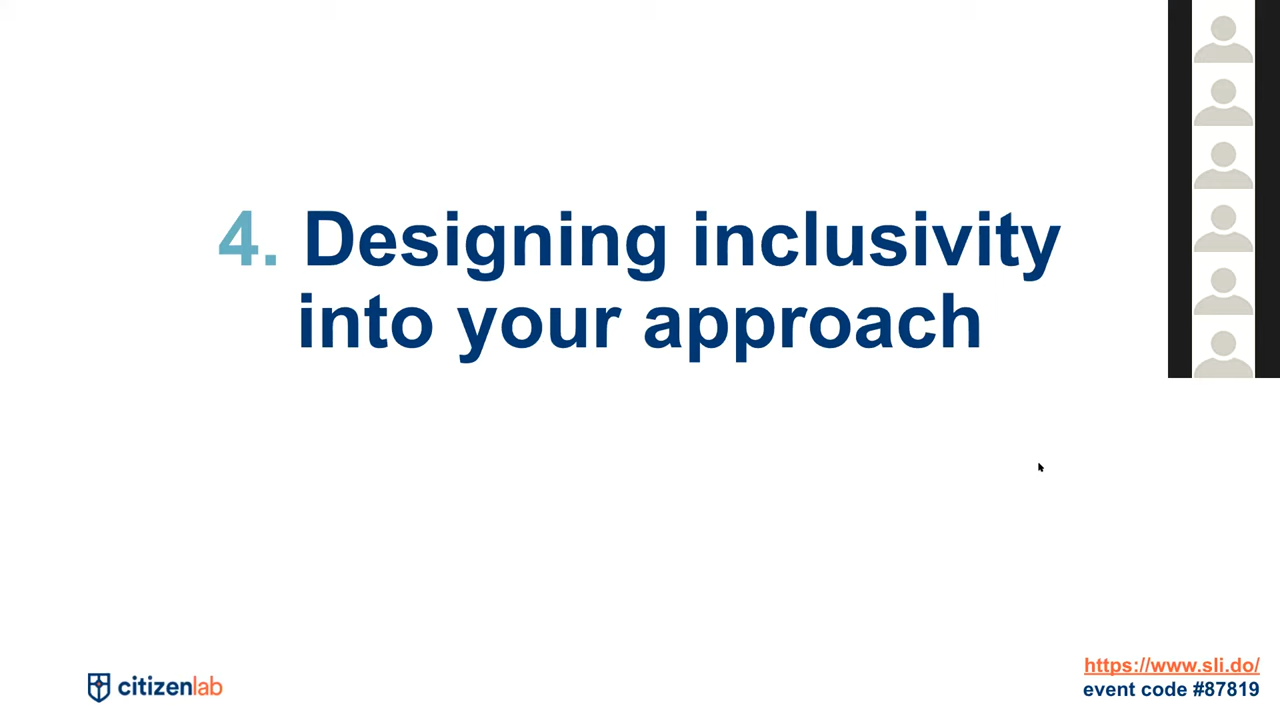 4. Designing inclusivity
into your approach
citizenlab
https://www.sli.do/
event code #87819